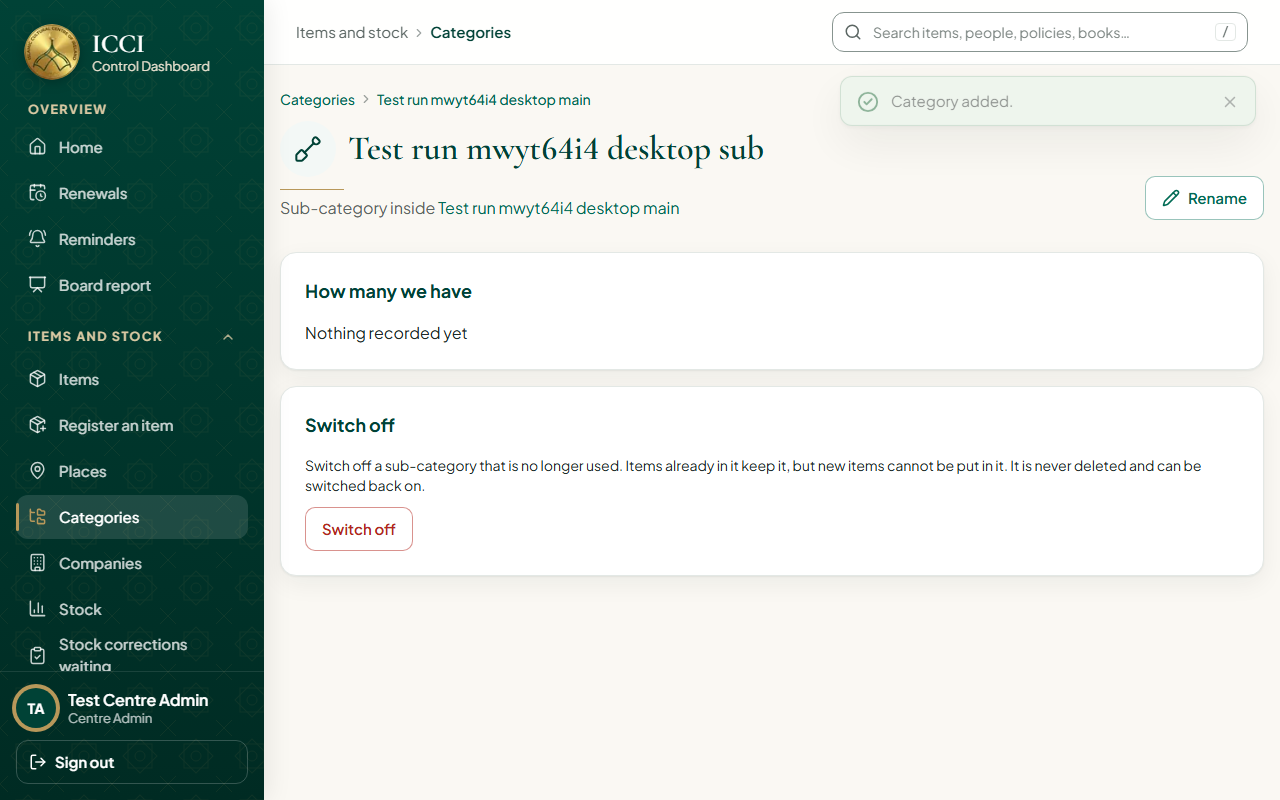 ICCI
Control Dashboard
OVERVIEW
Home
Renewals
Reminders
Board report
ITEMS AND STOCK
Items
Register an item
Places
Categories
Companies
Stock
Stock corrections
waiting
TA
Test Centre Admin
Centre Admin
Sign out
Items and stock > Categories
Search items, people, policies, books...
/
Categories > Test run mwyt64i4 desktop main
Category added.
Test run mwyt64i4 desktop sub
Sub-category inside Test run mwyt64i4 desktop main
Rename
How many we have
Nothing recorded yet
Switch off
Switch off a sub-category that is no longer used. Items already in it keep it, but new items cannot be put in it. It is never deleted and can be
switched back on.
Switch off